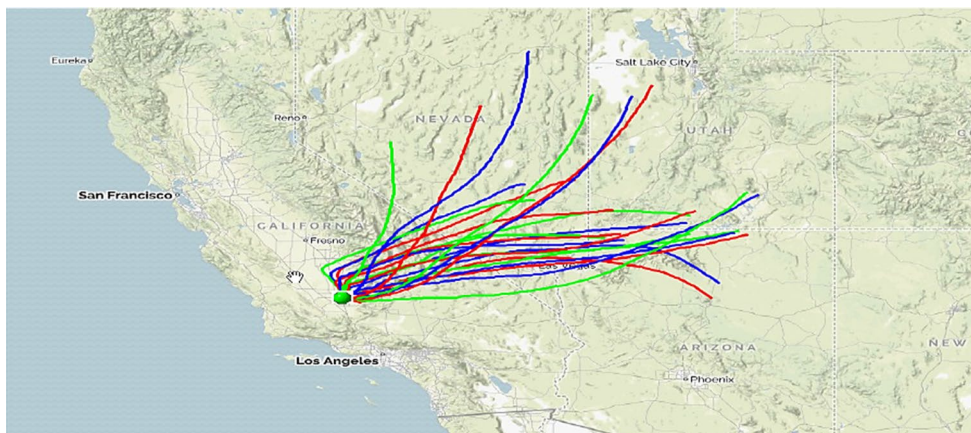 Eureka
Salt Lake City
Reno
NEVADA
UTAH
San Francisco
CALIFORNIA
Fresno
Las Vegas
Los Angeles
ARIZONA
NEW
Phoenix